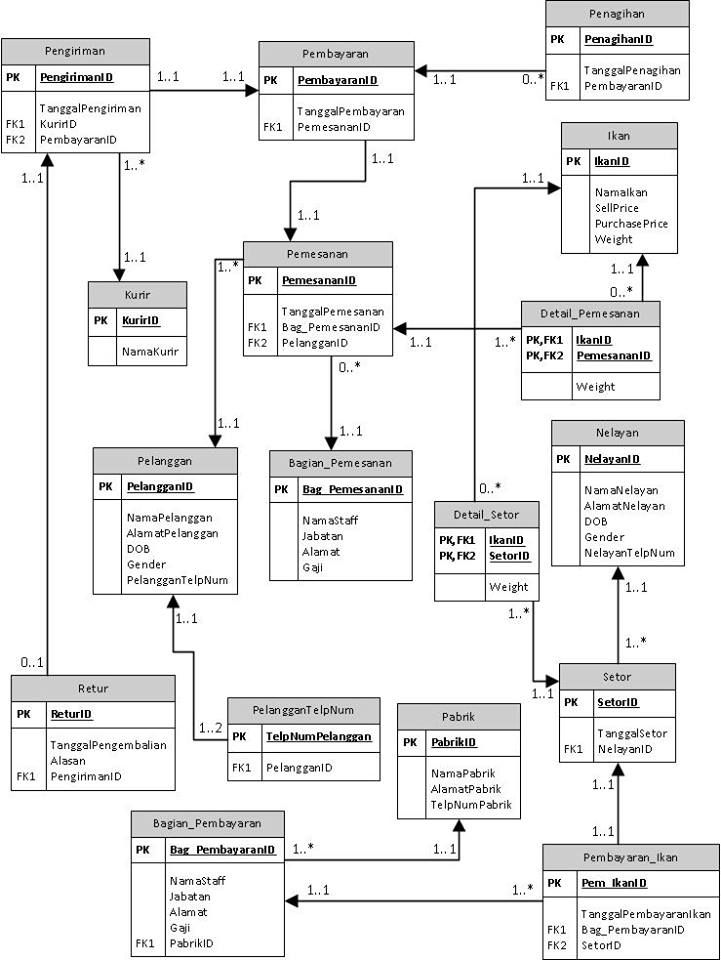 Penagihan
PK PenagihanID
TanggalPenagihan
FK1 PembayaranID
Pengiriman
PK PengirimanID
TanggalPengiriman
FK1 KurirID
FK2 PembayaranID
Pembayaran
PK PembayaranID
TanggalPembayaran
FK1 PemesananID
1..1 1..1
1..1 0..*
Ikan
PK IkanID
NamaIkan
SellPrice
PurchasePrice
Weight
1..1
1..*
1..1
1..1
1..1
Pemesanan
PK PemesananID
TanggalPemesanan
FK1 Bag_PemesananID
FK2 PelangganID
1..*
1..1
1..1
0..*
Kurir
PK KurirID
NamaKurir
1..1
Detail_Pemesanan
PK,FK1 IkanID
PK,FK2 PemesananID
Weight
1..1 1..*
0..*
1..1
1..1
Pelanggan
PK PelangganID
NamaPelanggan
AlamatPelanggan
DOB
Gender
PelangganTelpNum
Bagian_Pemesanan
PK Bag_PemesananID
NamaStaff
Jabatan
Alamat
Gaji
Nelayan
PK NelayanID
NamaNelayan
AlamatNelayan
DOB
Gender
NelayanTelpNum
0..*
Detail_Setor
PK,FK1 IkanID
PK,FK2 SetorID
Weight
1..*
1..1
1..1
1..*
1..1
Setor
PK SetorID
TanggalSetor
FK1 NelayanID
0..1
Retur
PK ReturID
TanggalPengembalian
Alasan
FK1 PengirimanID
1..2
PelangganTelpNum
PK TelpNumPelanggan
FK1 PelangganID
Pabrik
PK PabrikID
NamaPabrik
AlamatPabrik
TelpNumPabrik
1..1
1..1
Bagian_Pembayaran
PK Bag_PembayaranID
NamaStaff
Jabatan
Alamat
Gaji
FK1 PabrikID
1..* 1..1
1..1 1..*
Pembayaran_Ikan
PK Pem_IkanID
TanggalPembayaranIkan
FK1 Bag_PembayaranID
FK2 SetorID